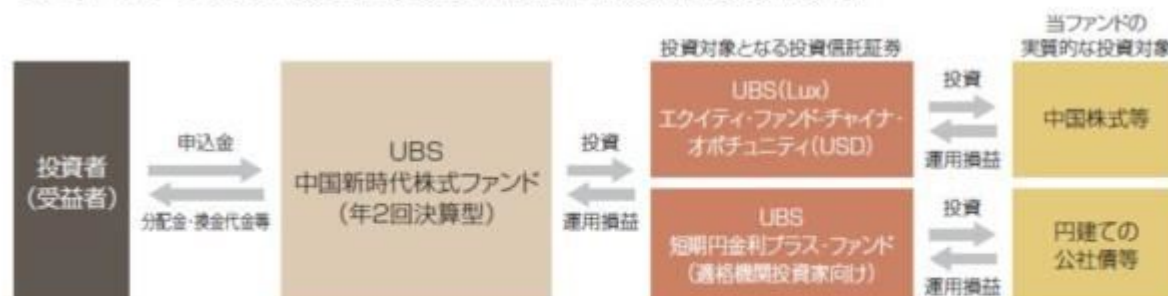 当ファンドの
実質的な投資対象
投資対象となる投資信託証券
投資者
(受益者)
申込金
分配金・換金代金等
UBS
中国新時代株式ファンド
(年2回決算型)
投資
運用損益
UBS(Lux)
エクイティ・ファンド-チャイナ・
オポチュニティ(USD)
投資
運用損益
中国株式等
UBS
短期円金利プラス・ファンド
(適格機関投資家向け)
投資
運用損益
円建ての
公社債等